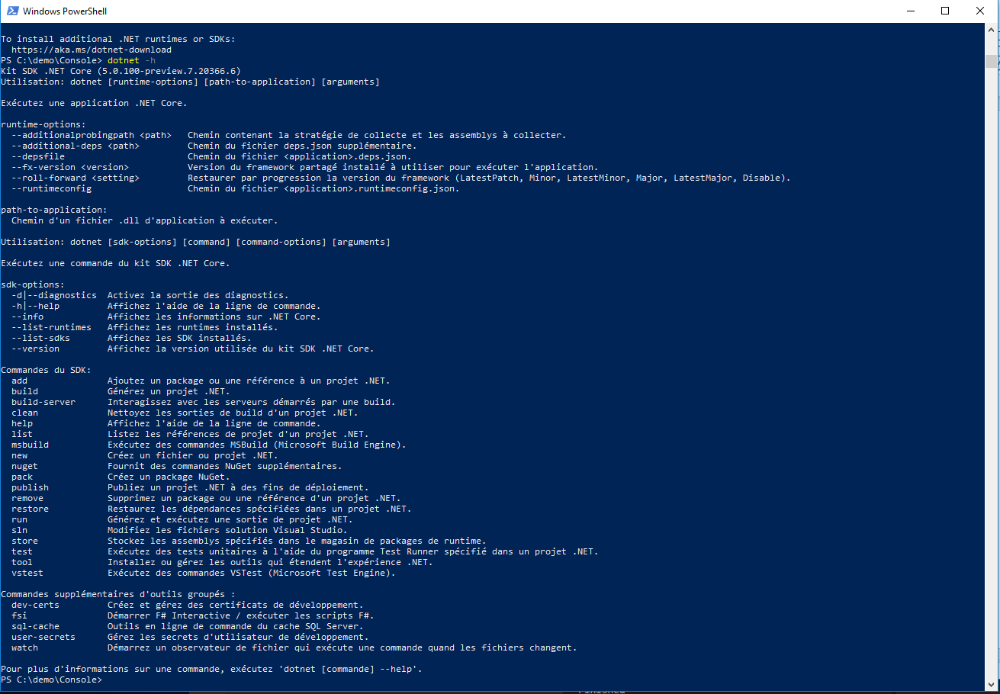 Windows PowerShell
To install additional .NET runtimes or SDKs:
  https://aka.ms/dotnet-download
PS C:\demo\Console> dotnet -h
Kit SDK .NET Core (5.0.100-preview.7.20366.6)
Utilisation: dotnet [runtime-options] [path-to-application] [arguments]
Exécutez une application .NET Core.
runtime-options:
  --additionalprobingpath <path>   Chemin contenant la stratégie de collecte et les assemblys à collecter.
  --additional-deps <path>         Chemin du fichier deps.json supplémentaire.
  --depsfile                       Chemin du fichier <application>.deps.json.
  --fx-version <version>           Version du framework partagé installé à utiliser pour exécuter l'application.
  --roll-forward <setting>         Restaurer par progression la version du framework (LatestPatch, Minor, LatestMinor, Major, LatestMajor, Disable).
  --runtimeconfig                  Chemin du fichier <application>.runtimeconfig.json.
path-to-application:
  Chemin d'un fichier .dll d'application à exécuter.
Utilisation: dotnet [sdk-options] [command] [command-options] [arguments]
Exécutez une commande du kit SDK .NET Core.
sdk-options:
  -d|--diagnostics  Activez la sortie des diagnostics.
  -h|--help         Affichez l'aide de la ligne de commande.
  --info            Affichez les informations sur .NET Core.
  --list-runtimes   Affichez les runtimes installés.
  --list-sdks       Affichez les SDK installés.
  --version         Affichez la version utilisée du kit SDK .NET Core.
Commandes du SDK:
  add               Ajoutez un package ou une référence à un projet .NET.
  build             Générez un projet .NET.
  build-server      Interagissez avec les serveurs démarrés par une build.
  clean             Nettoyez les sorties de build d'un projet .NET.
  help              Affichez l'aide de la ligne de commande.
  list              Listez les références de projet d'un projet .NET.
  msbuild           Exécutez des commandes MSBuild (Microsoft Build Engine).
  new               Créez un fichier ou projet .NET.
  nuget             Fournit des commandes NuGet supplémentaires.
  pack              Créez un package NuGet.
  publish           Publiez un projet .NET à des fins de déploiement.
  remove            Supprimez un package ou une référence d'un projet .NET.
  restore           Restaurez les dépendances spécifiées dans un projet .NET.
  run               Générez et exécutez une sortie de projet .NET.
  sln               Modifiez les fichiers solution Visual Studio.
  store             Stockez les assemblys spécifiés dans le magasin de packages de runtime.
  test              Exécutez des tests unitaires à l'aide du programme Test Runner spécifié dans un projet .NET.
  tool              Installez ou gérez les outils qui étendent l'expérience .NET.
  vstest            Exécutez des commandes VSTest (Microsoft Test Engine).
Commandes supplémentaires d'outils groupés :
  dev-certs         Créez et gérez des certificats de développement.
  fsi               Démarrer F# Interactive / exécuter les scripts F#.
  sql-cache         Outils en ligne de commande du cache SQL Server.
  user-secrets      Gérez les secrets d'utilisateur de développement.
  watch             Démarrez un observateur de fichier qui exécute une commande quand les fichiers changent.
Pour plus d'informations sur une commande, exécutez 'dotnet [commande] --help'.
PS C:\demo\Console>